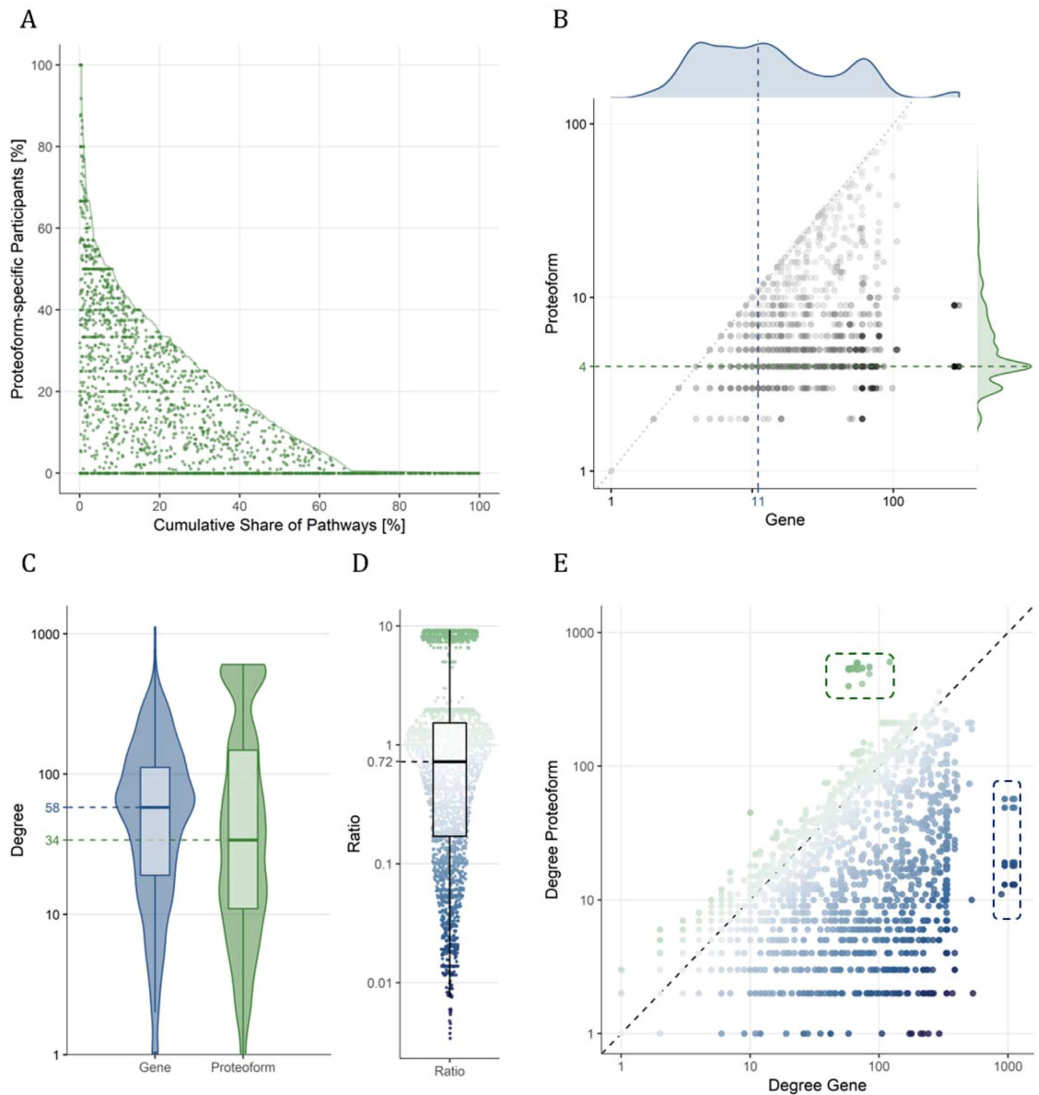 A
Proteoform-specific Participants [%]
100
80
60
40
20
0
0 20 40 60 80 100
Cumulative Share of Pathways [%]
B
Proteoform
100
10
4
1
1 11 100
Gene
C
Degree
1000
100
58
34
10
1
Gene Proteoform
D
Ratio
10
1
0.72
0.1
0.01
Ratio
E
Degree Proteoform
1000
100
10
1
1 10 100 1000
Degree Gene